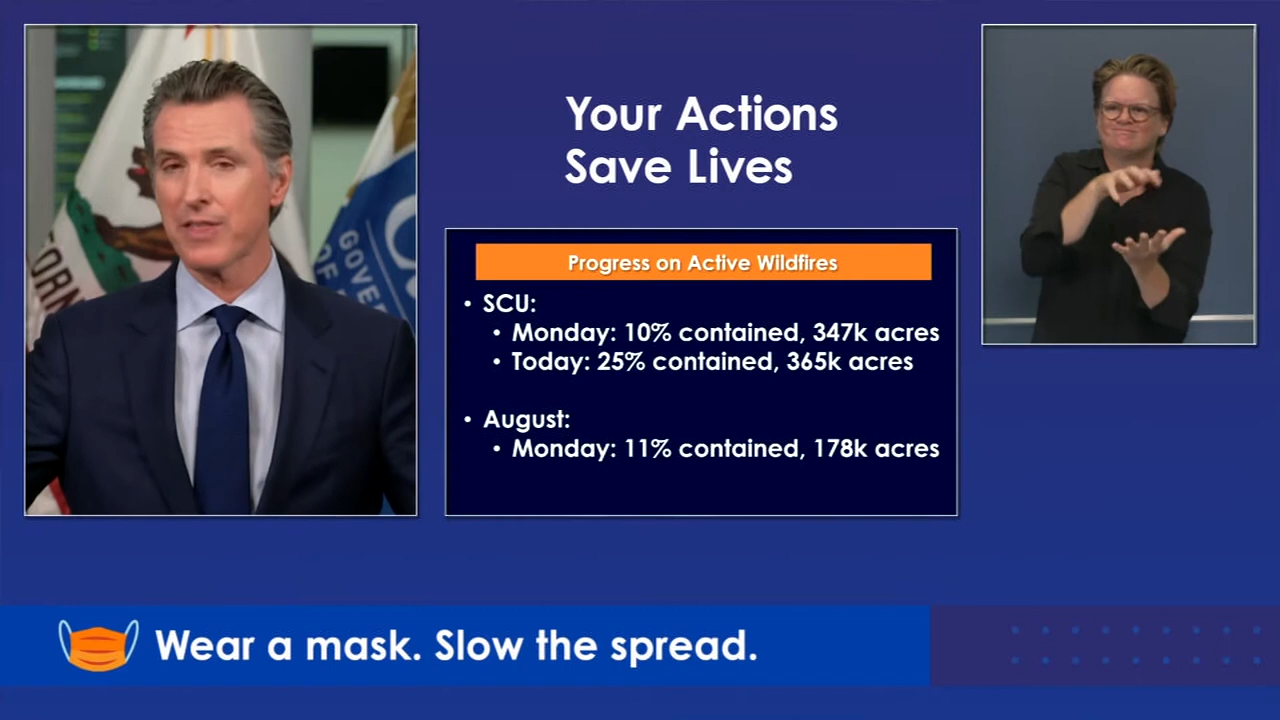 Your Actions
Save Lives
Progress on Active Wildfires
• SCU:
• Monday: 10% contained, 347k acres
• Today: 25% contained, 365k acres
• August:
• Monday: 11% contained, 178k acres
Wear a mask. Slow the spread.